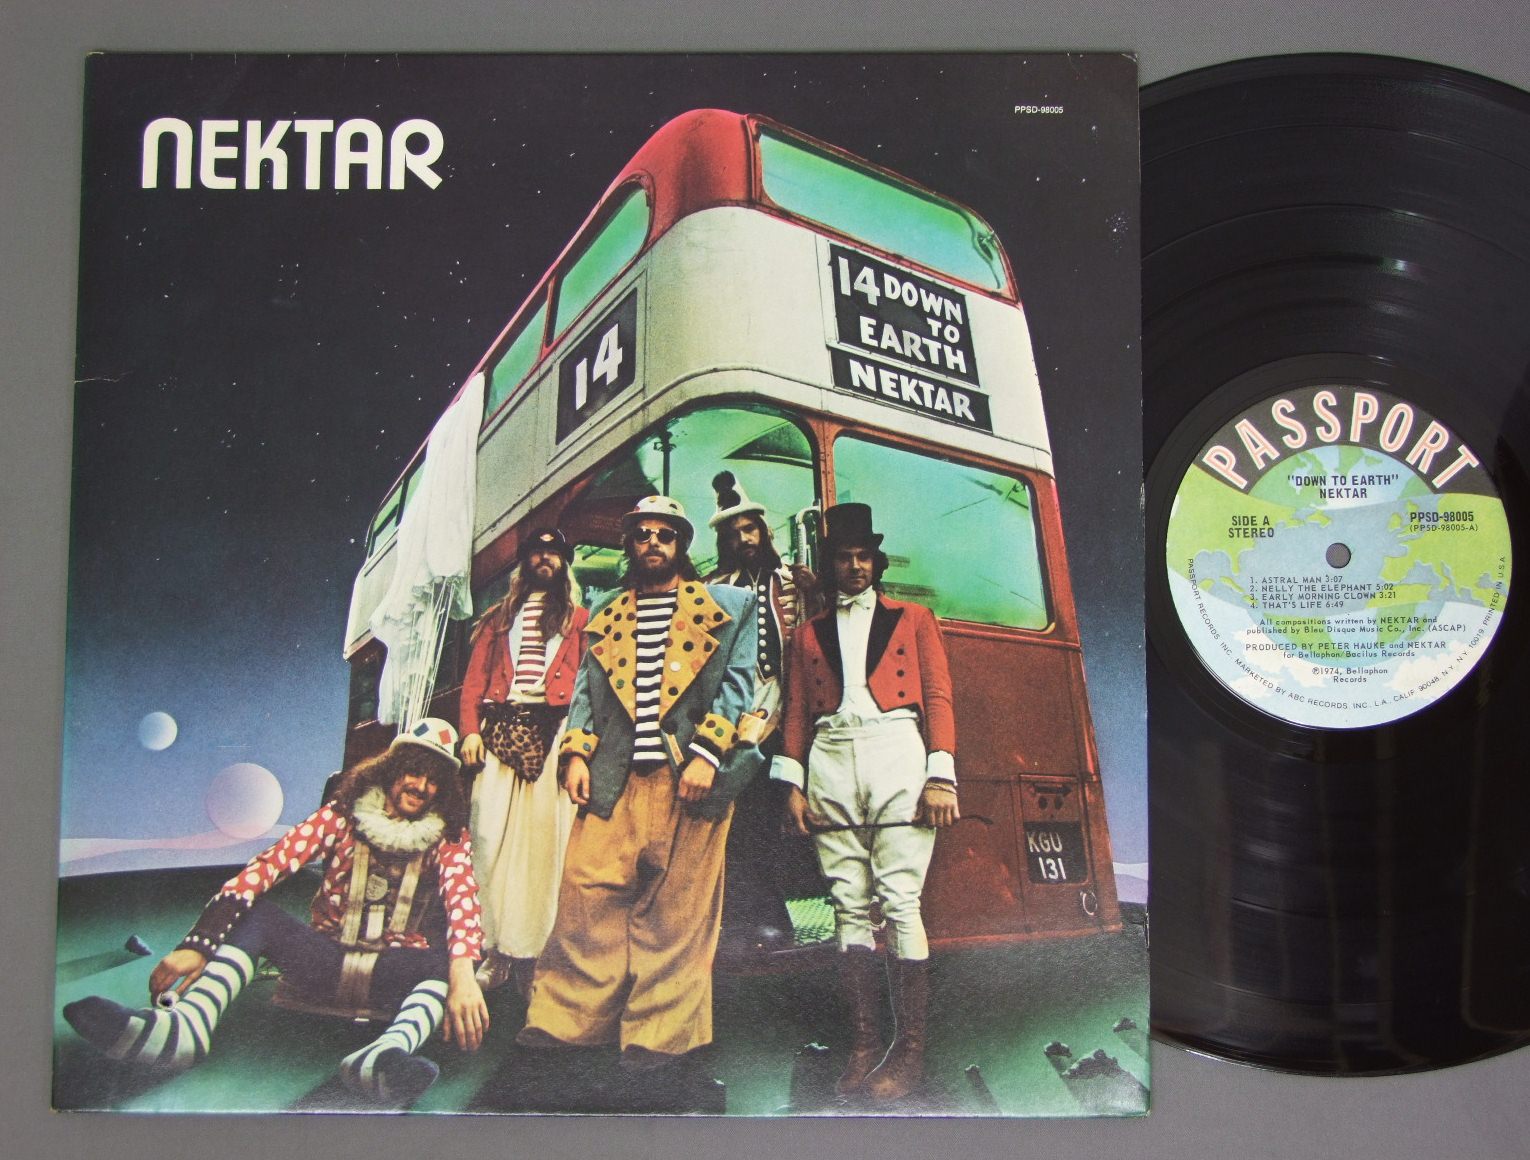 NEKTAR
PPSD-98005
14 DOWN
TO
EARTH
NEKTAR
14
KGU
131
PASSPORT
"DOWN TO EARTH"
NEKTAR
SIDE A
STEREO
PPSD-98005
(PPSD-98005-A)
1. ASTRAL MAN 3:07
2. NELLY THE ELEPHANT 5:02
3. EARLY MORNING CLOWN 3:21
4. THAT'S LIFE 6:49
All compositions written by NEKTAR and
published by Bleu Disque Music Co., Inc. (ASCAP)
PRODUCED BY PETER HAUKE and NEKTAR
for Bellaphon/Bacilus Records
℗1974, Bellaphon
Records
PASSPORT RECORDS, INC. MARKETED BY ABC RECORDS, INC., L.A., CALIF. 90048, N.Y., N.Y. 10019 PRINTED IN U.S.A.